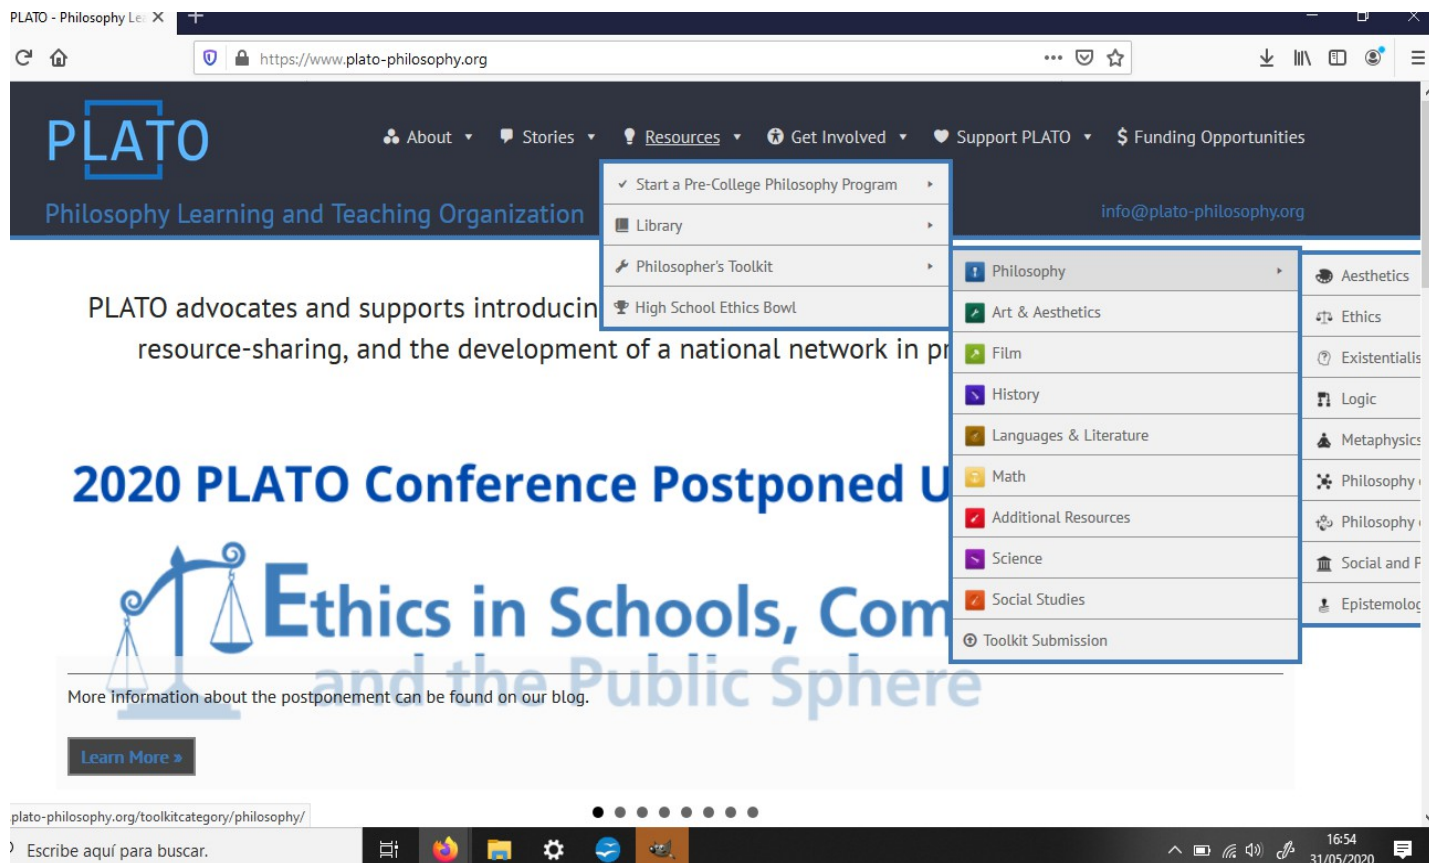 PLATO - Philosophy Le
https://www.plato-philosophy.org
PLATO
About
Stories
Resources
Get Involved
Support PLATO
$ Funding Opportunities
Philosophy Learning and Teaching Organization
info@plato-philosophy.org
Start a Pre-College Philosophy Program
Library
Philosopher's Toolkit
High School Ethics Bowl
Philosophy
Art & Aesthetics
Film
History
Languages & Literature
Math
Additional Resources
Science
Social Studies
Toolkit Submission
Aesthetics
Ethics
Existentialis
Logic
Metaphysics
Philosophy
Philosophy
Social and P
Epistemolog
PLATO advocates and supports introducin
resource-sharing, and the development of a national network in pr
2020 PLATO Conference Postponed U
Ethics in Schools, Com
and the Public Sphere
More information about the postponement can be found on our blog.
Learn More »
plato-philosophy.org/toolkitcategory/philosophy/
Escribe aquí para buscar.
16:54
31/05/2020